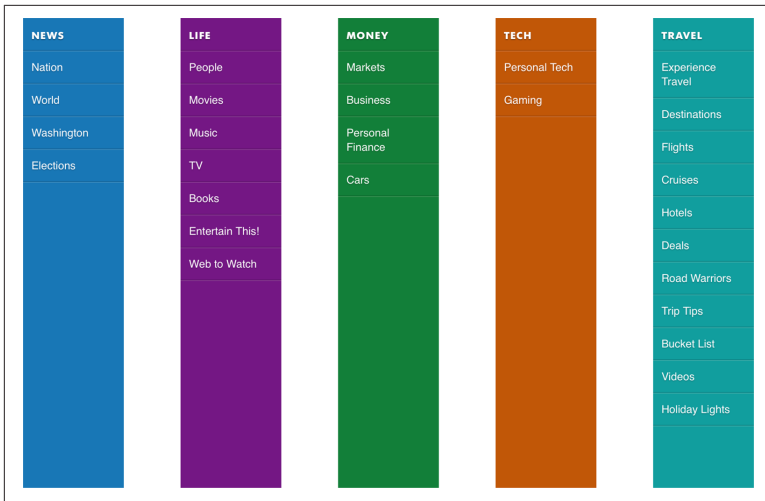 NEWS
Nation
World
Washington
Elections
LIFE
People
Movies
Music
TV
Books
Entertain This!
Web to Watch
MONEY
Markets
Business
Personal
Finance
Cars
TECH
Personal Tech
Gaming
TRAVEL
Experience
Travel
Destinations
Flights
Cruises
Hotels
Deals
Road Warriors
Trip Tips
Bucket List
Videos
Holiday Lights